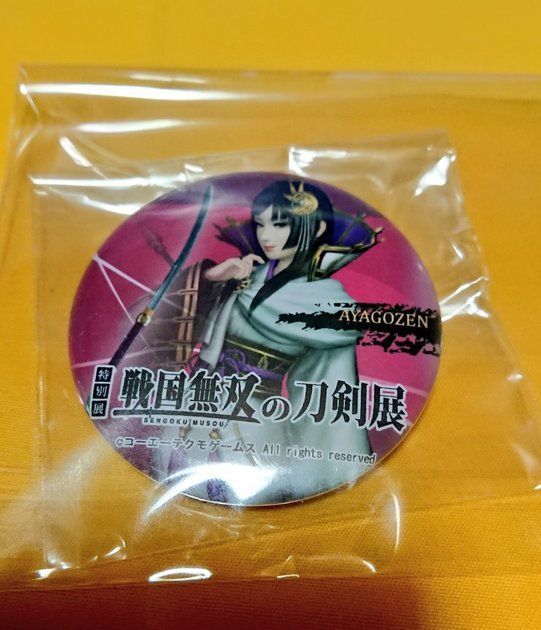 AYAGOZEN
特別展
戦国無双の刀剣展
SENGOKU MUSOU
©コーエーテクモゲームス All rights reserved